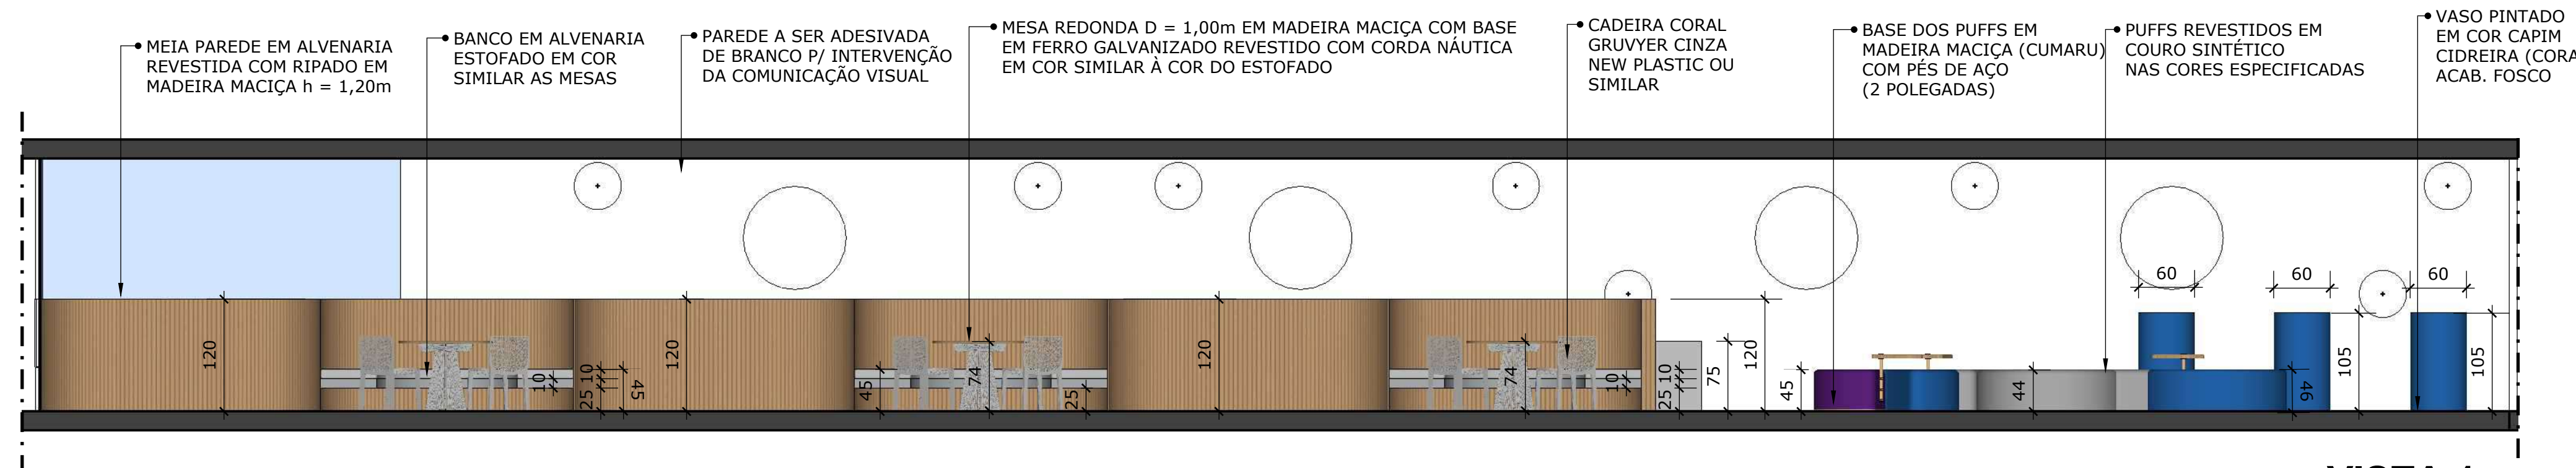 MEIA PAREDE EM ALVENARIA
REVESTIDA COM RIPADO EM
MADEIRA MACIÇA h = 1,20m
BANCO EM ALVENARIA
ESTOFADO EM COR
SIMILAR AS MESAS
PAREDE A SER ADESIVADA
DE BRANCO P/ INTERVENÇÃO
DA COMUNICAÇÃO VISUAL
MESA REDONDA D = 1,00m EM MADEIRA MACIÇA COM BASE
EM FERRO GALVANIZADO REVESTIDO COM CORDA NÁUTICA
EM COR SIMILAR À COR DO ESTOFADO
CADEIRA CORAL
GRUVYER CINZA
NEW PLASTIC OU
SIMILAR
BASE DOS PUFFS EM
MADEIRA MACIÇA (CUMARU)
COM PÉS DE AÇO
(2 POLEGADAS)
PUFFS REVESTIDOS EM
COURO SINTÉTICO
NAS CORES ESPECIFICADAS
VASO PINTADO
EM COR CAPIM
CIDREIRA (CORA
ACAB. FOSCO
120
10
25
10
45
120
45
74
25
120
74
10
25
10
75
120
45
44
46
60
60
60
105
105